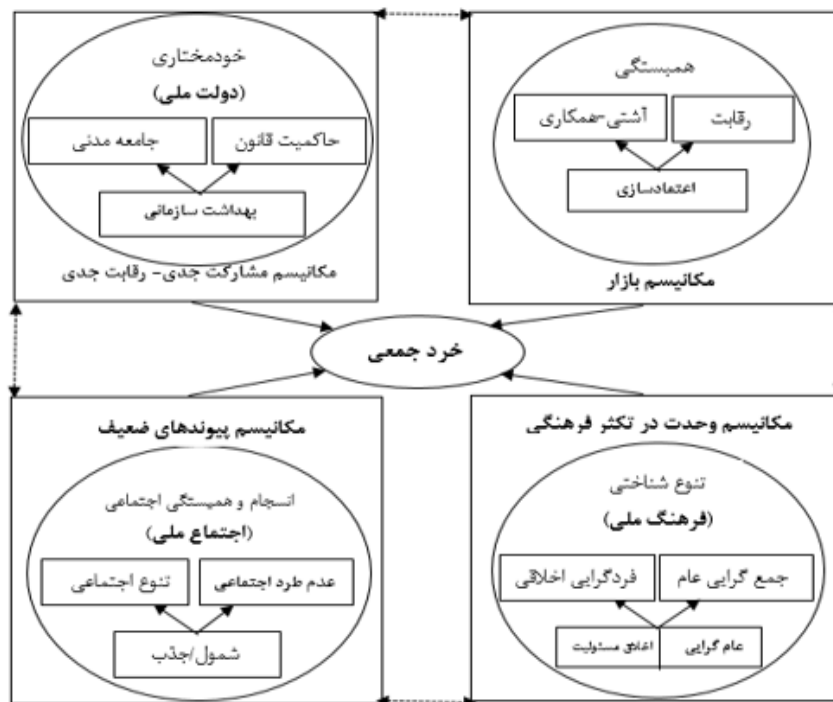 همبستگی
رقابت
آشتی-همکاری
اعتمادسازی
مکانیسم بازار
خودمختاری
(دولت ملی)
حاکمیت قانون
جامعه مدنی
بهداشت سازمانی
مکانیسم مشارکت جدی- رقابت جدی
خرد جمعی
مکانیسم وحدت در تکثر فرهنگی
تنوع شناختی
(فرهنگ ملی)
جمع گرایی عام
فردگرایی اخلاقی
عام گرایی
اخلاق مسئولیت
مکانیسم پیوندهای ضعیف
انسجام و همبستگی اجتماعی
(اجتماع ملی)
عدم طرد اجتماعی
تنوع اجتماعی
شمول/جذب